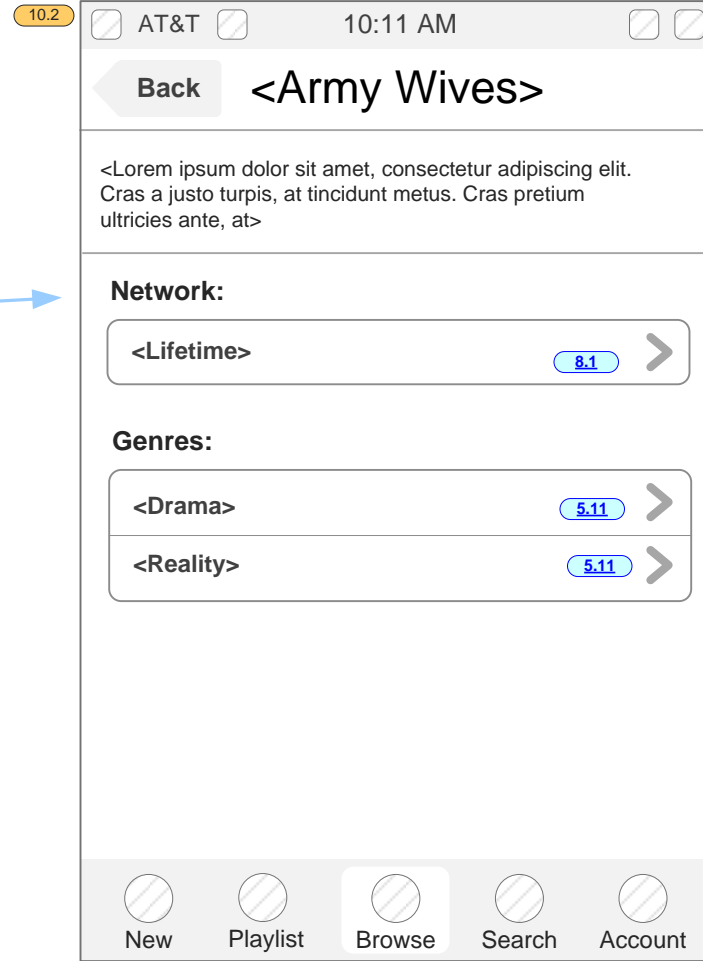 10.2
AT&T 10:11 AM
Back <Army Wives>
<Lorem ipsum dolor sit amet, consectetur adipiscing elit.
Cras a justo turpis, at tincidunt metus. Cras pretium
ultricies ante, at>
Network:
<Lifetime> 8.1
Genres:
<Drama> 5.11
<Reality> 5.11
New Playlist Browse Search Account